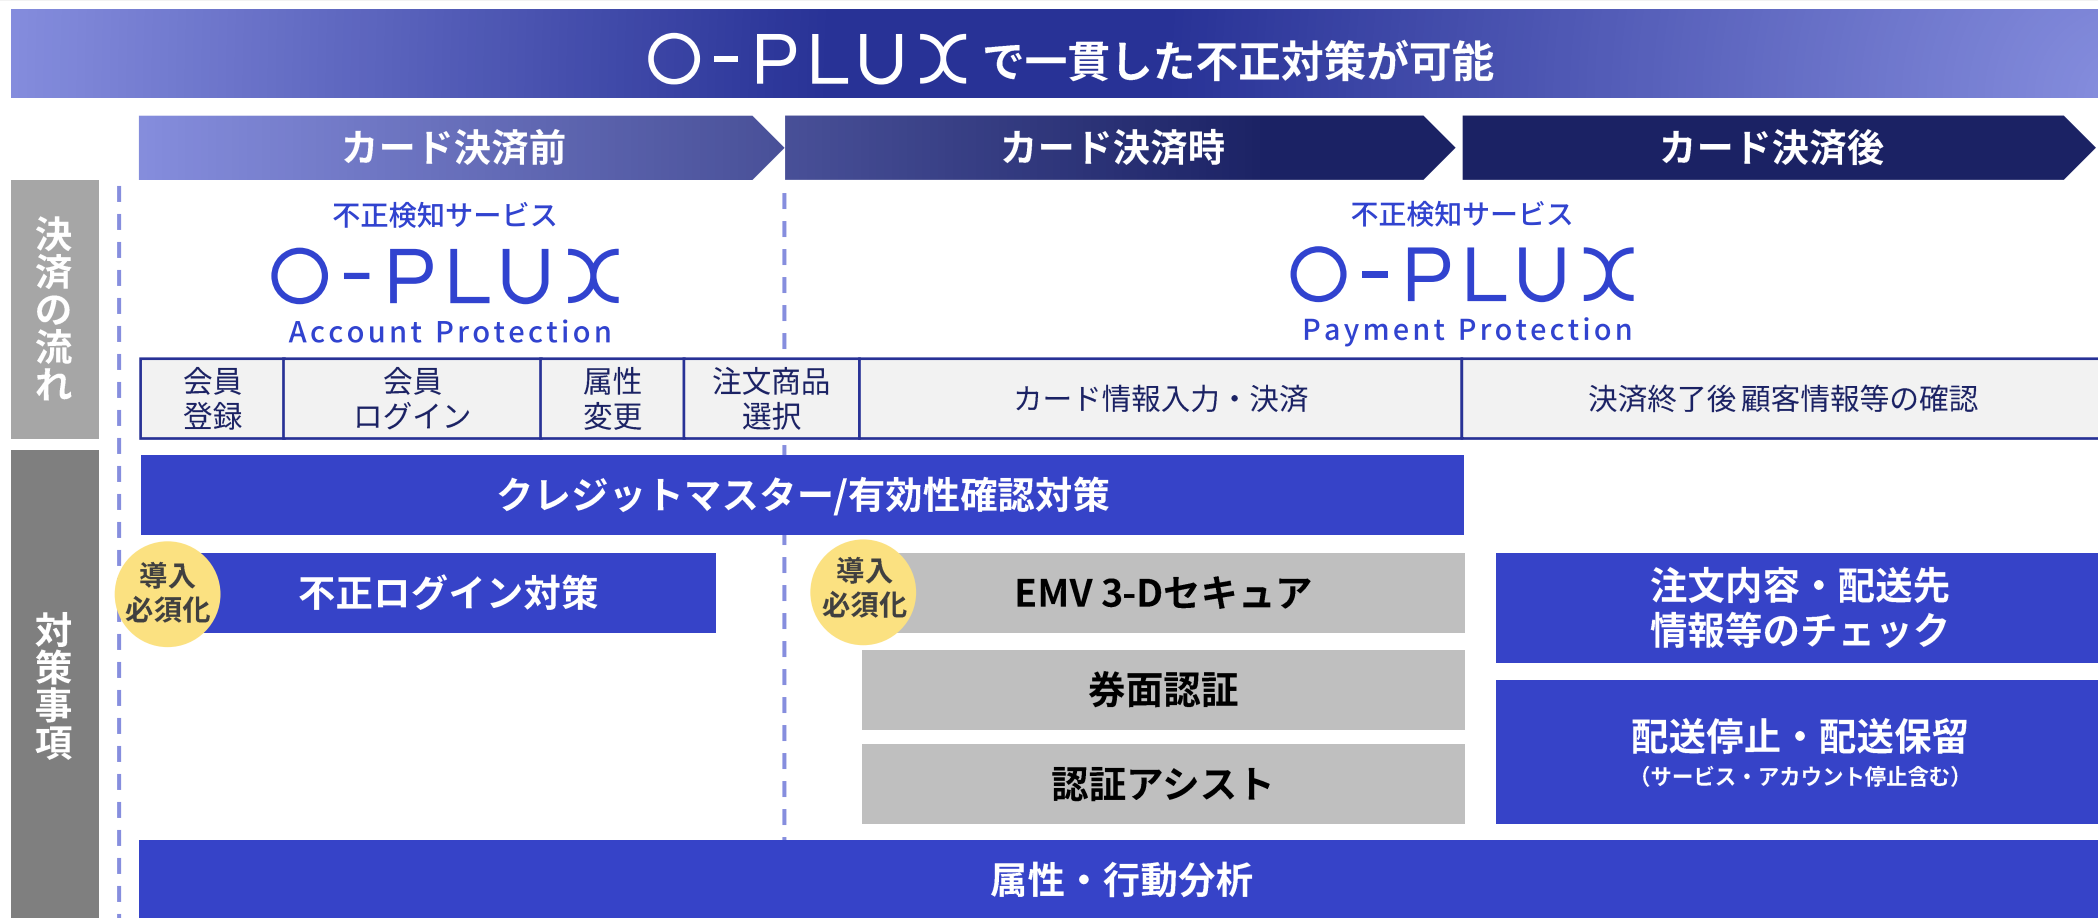 O-PLUXで一貫した不正対策が可能
カード決済前
カード決済時
カード決済後
決済の流れ
不正検知サービス
O-PLUX
Account Protection
不正検知サービス
O-PLUX
Payment Protection
会員
登録
会員
ログイン
属性
変更
注文商品
選択
カード情報入力・決済
決済終了後 顧客情報等の確認
対策事項
クレジットマスター/有効性確認対策
導入
必須化
不正ログイン対策
導入
必須化
EMV 3-Dセキュア
注文内容・配送先
情報等のチェック
券面認証
配送停止・配送保留
（サービス・アカウント停止含む）
認証アシスト
属性・行動分析